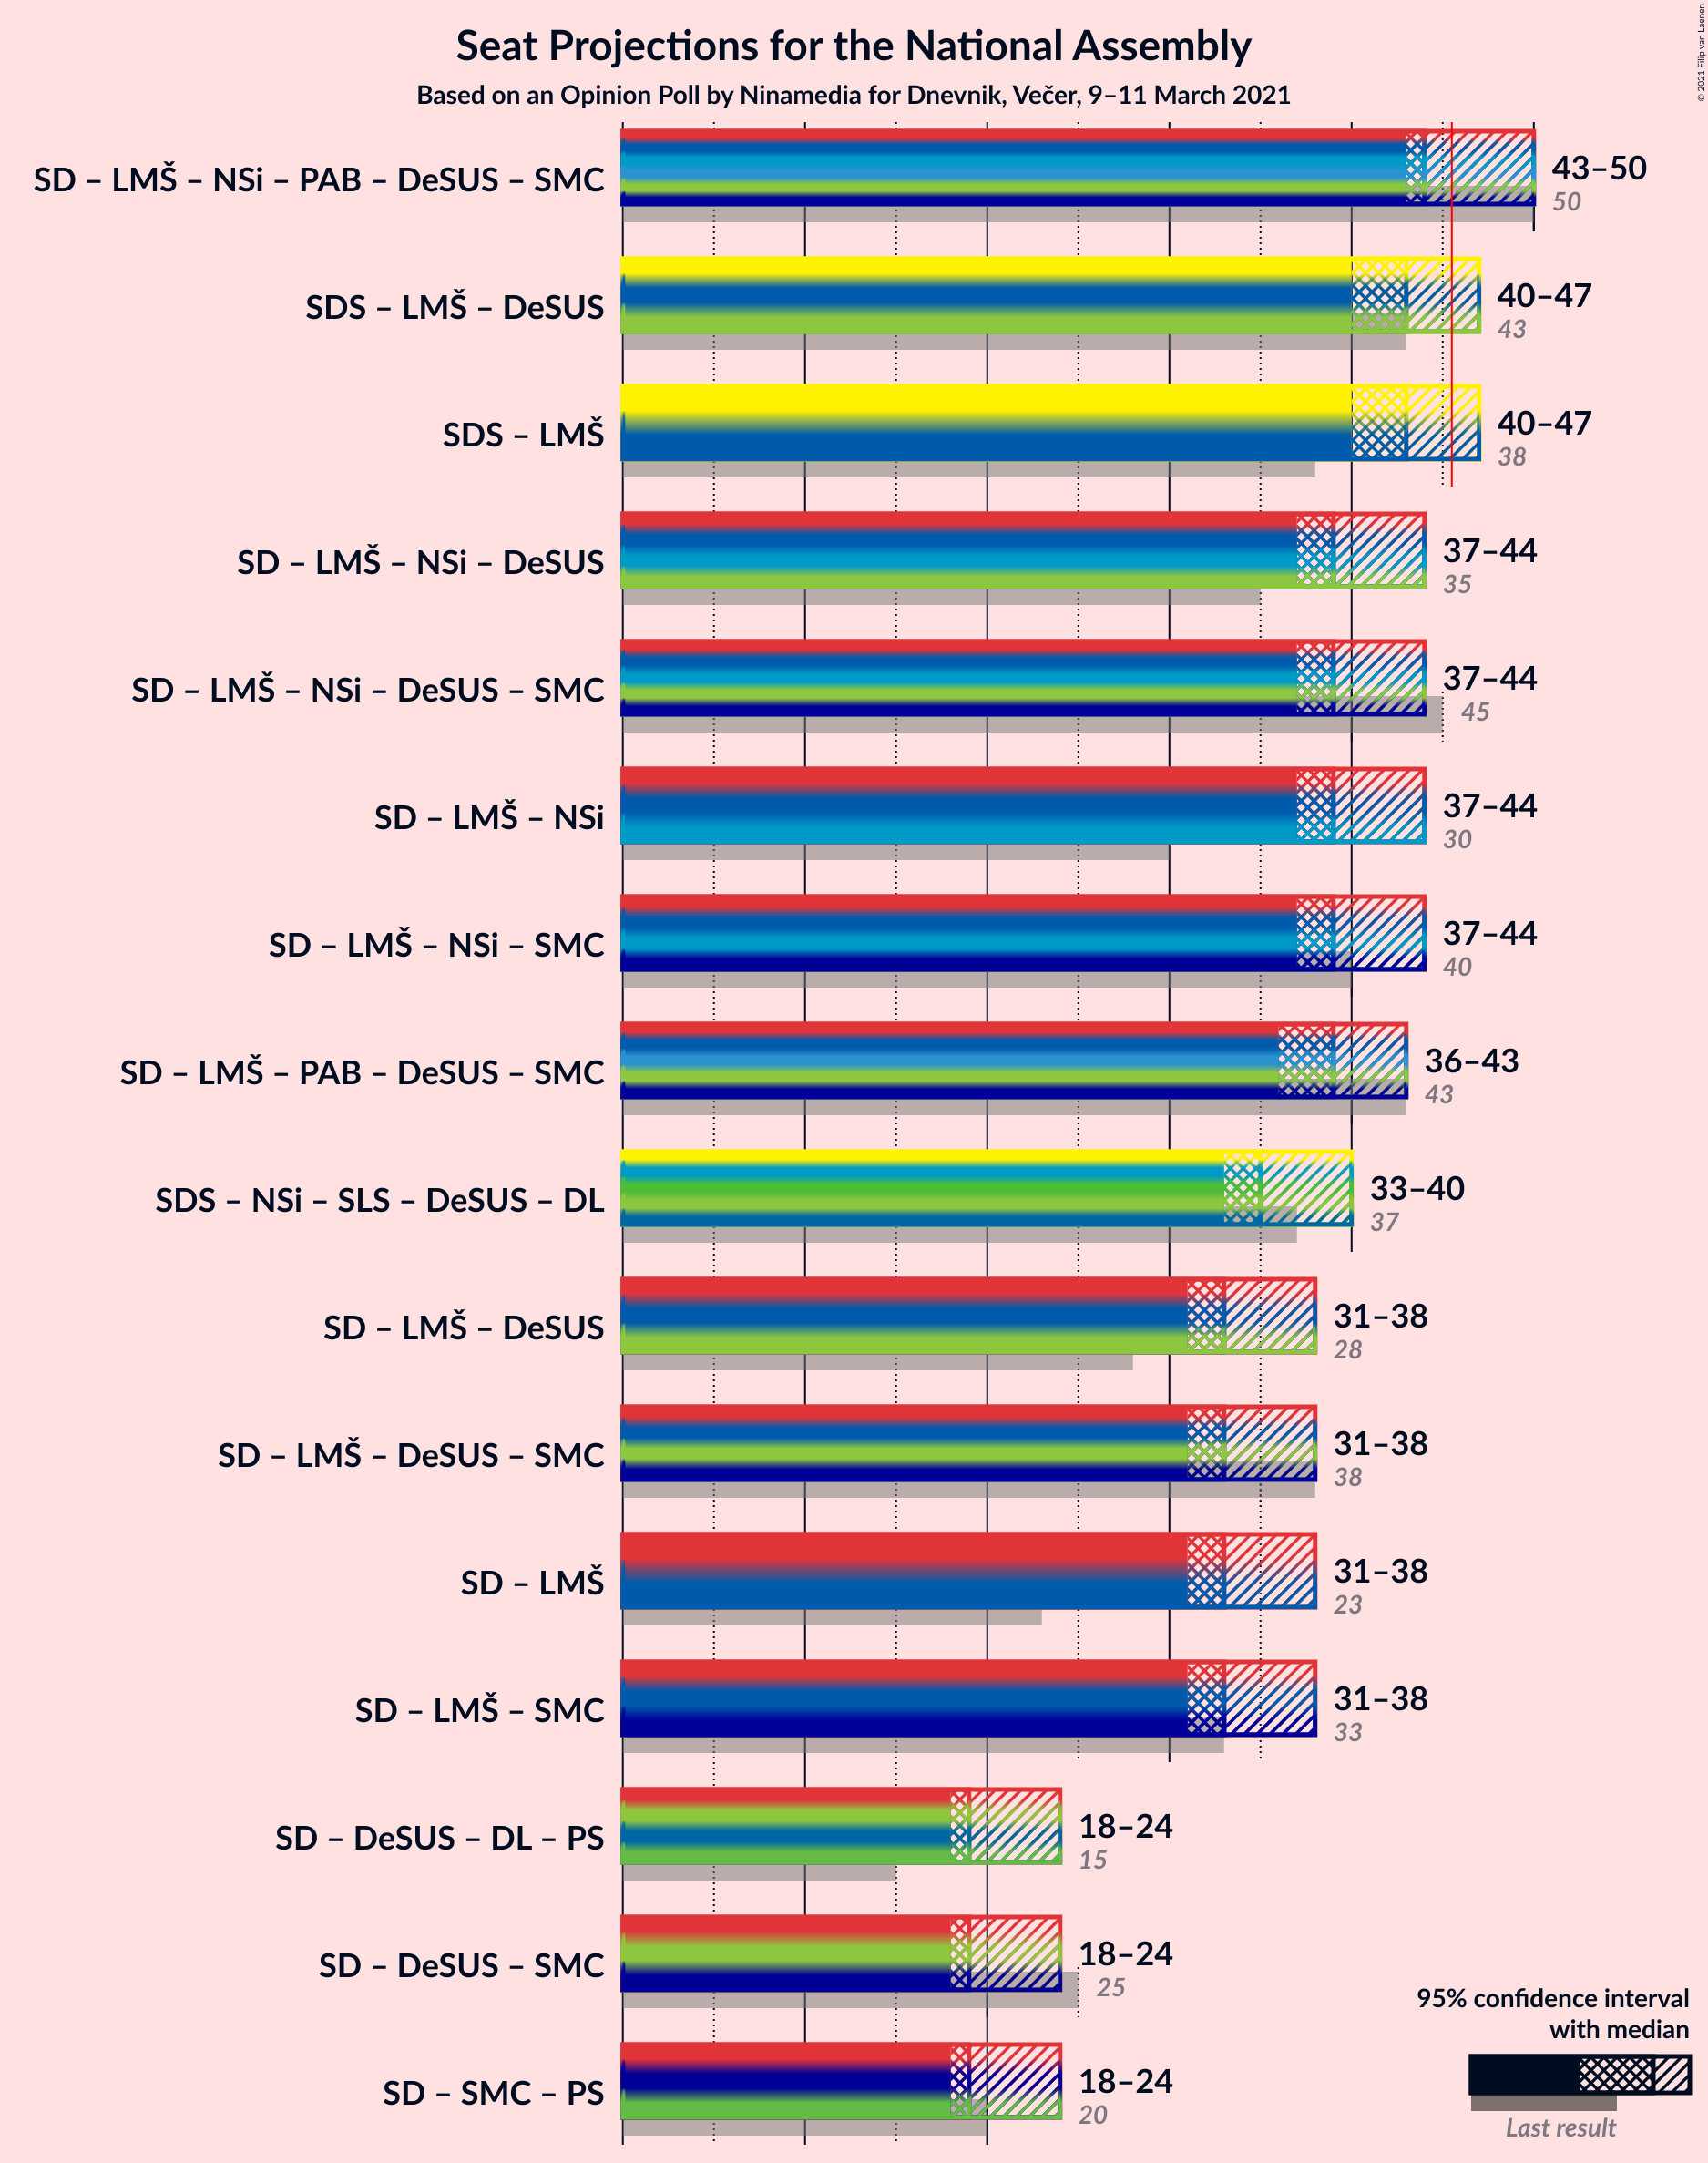 Seat Projections for the National Assembly
Based on an Opinion Poll by Ninamedia for Dnevnik, Večer, 9–11 March 2021
© 2021 Filip van Laenen
SD – LMŠ – NSi – PAB – DeSUS – SMC
43–50
50
SDS – LMŠ – DeSUS
40–47
43
SDS – LMŠ
40–47
38
SD – LMŠ – NSi – DeSUS
37–44
35
SD – LMŠ – NSi – DeSUS – SMC
37–44
45
SD – LMŠ – NSi
37–44
30
SD – LMŠ – NSi – SMC
37–44
40
SD – LMŠ – PAB – DeSUS – SMC
36–43
43
SDS – NSi – SLS – DeSUS – DL
33–40
37
SD – LMŠ – DeSUS
31–38
28
SD – LMŠ – DeSUS – SMC
31–38
38
SD – LMŠ
31–38
23
SD – LMŠ – SMC
31–38
33
SD – DeSUS – DL – PS
18–24
15
SD – DeSUS – SMC
18–24
25
SD – SMC – PS
18–24
20
95% confidence interval
with median
Last result